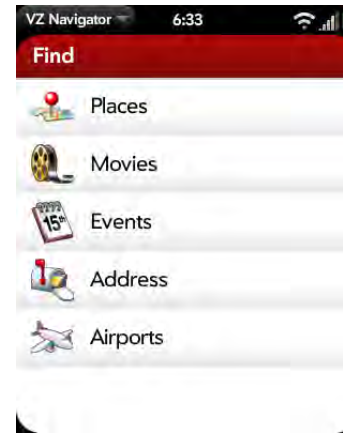 VZ Navigator 6:33
Find
Places
Movies
15th
Events
Address
Airports